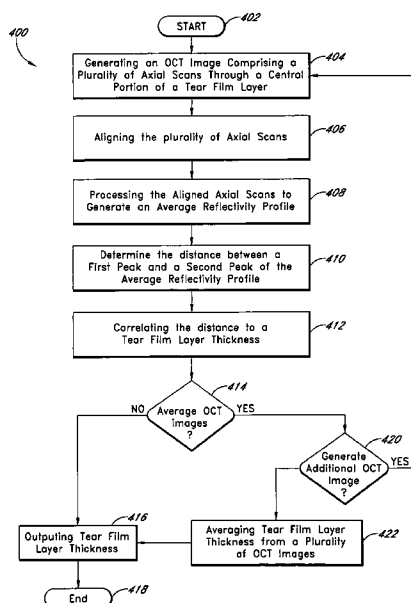 START
402
400
Generating an OCT Image Comprising a
Plurality of Axial Scans Through a Central
Portion of a Tear Film Layer
404
Aligning the plurality of Axial Scans
406
Processing the Aligned Axial Scans to
Generate an Average Reflectivity Profile
408
Determine the distance between a
First Peak and a Second Peak of the
Average Reflectivity Profile
410
Correlating the distance to a
Tear Film Layer Thickness
412
414
NO
Average OCT
Images
?
YES
420
Generate
Additional OCT
Image
?
YES
416
Outputing Tear Film
Layer Thickness
Averaging Tear Film Layer
Thickness from a Plurality
of OCT Images
422
End
418